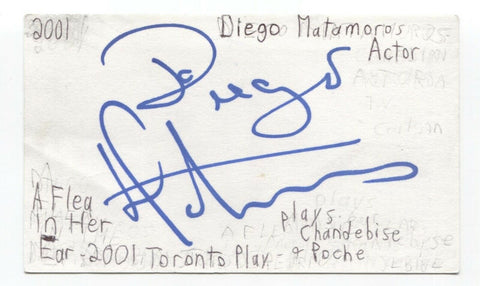 2001
Diego Matamoros
Actor
Diego
A Flea
in Her
Ear - 2001 Toronto Play -
plays
Chandebise
& Poche